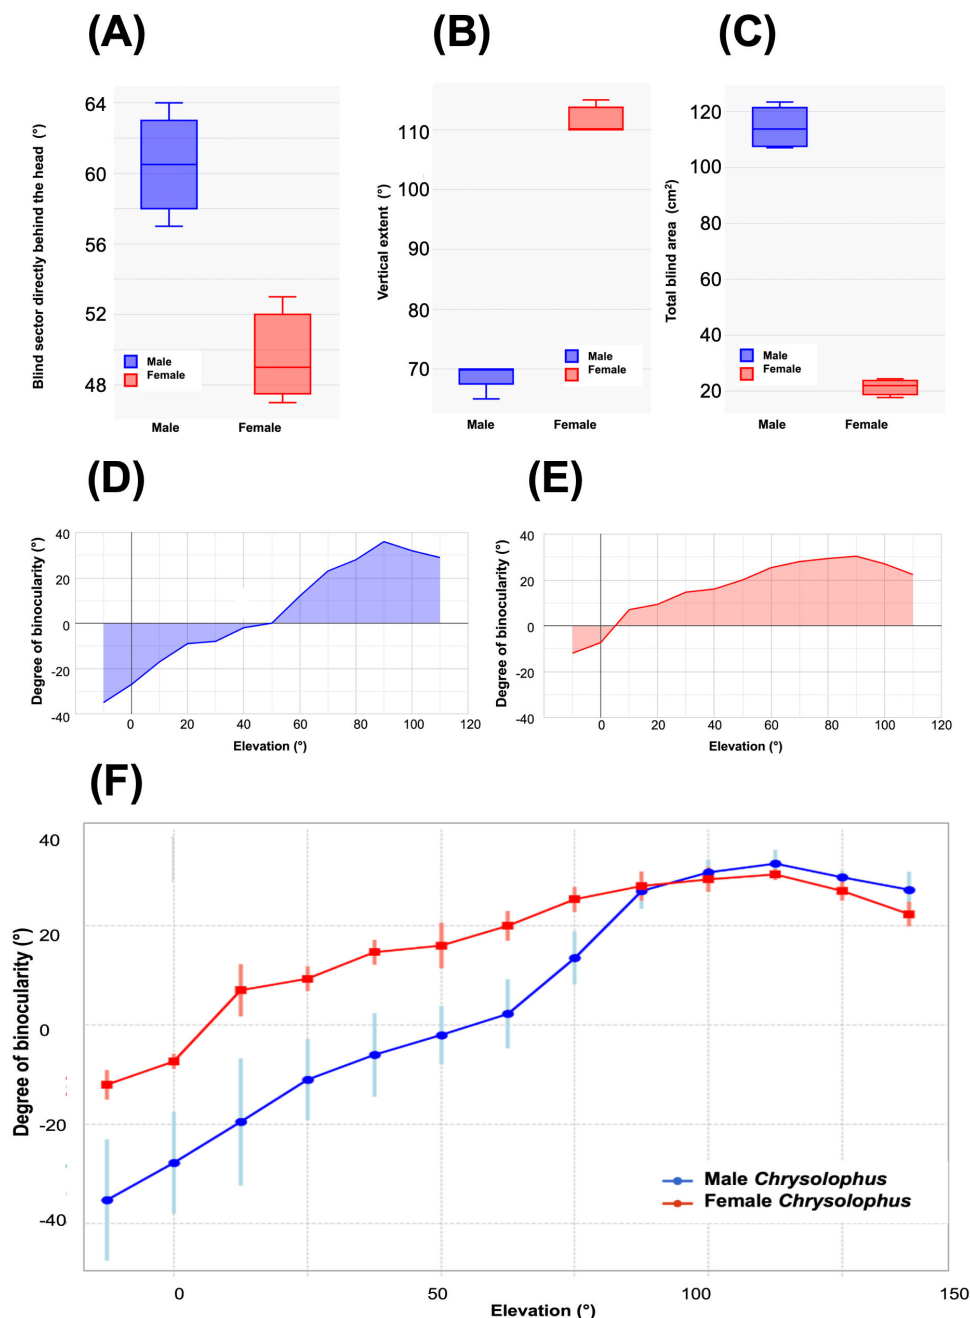 (A)
(B)
(C)
Blind sector directly behind the head (°)
64
60
56
52
48
Male
Female
Male
Female
Vertical extent (°)
110
100
90
80
70
Male
Female
Male
Female
Total blind area (cm²)
120
100
80
60
40
20
Male
Female
Male
Female
(D)
(E)
Degree of binocularity (°)
40
20
0
-20
-40
0 20 40 60 80 100 120
Elevation (°)
Degree of binocularity (°)
40
20
0
-20
-40
0 20 40 60 80 100 120
Elevation (°)
(F)
Degree of binocularity (°)
40
20
0
-20
-40
Male Chrysolophus
Female Chrysolophus
0 50 100 150
Elevation (°)